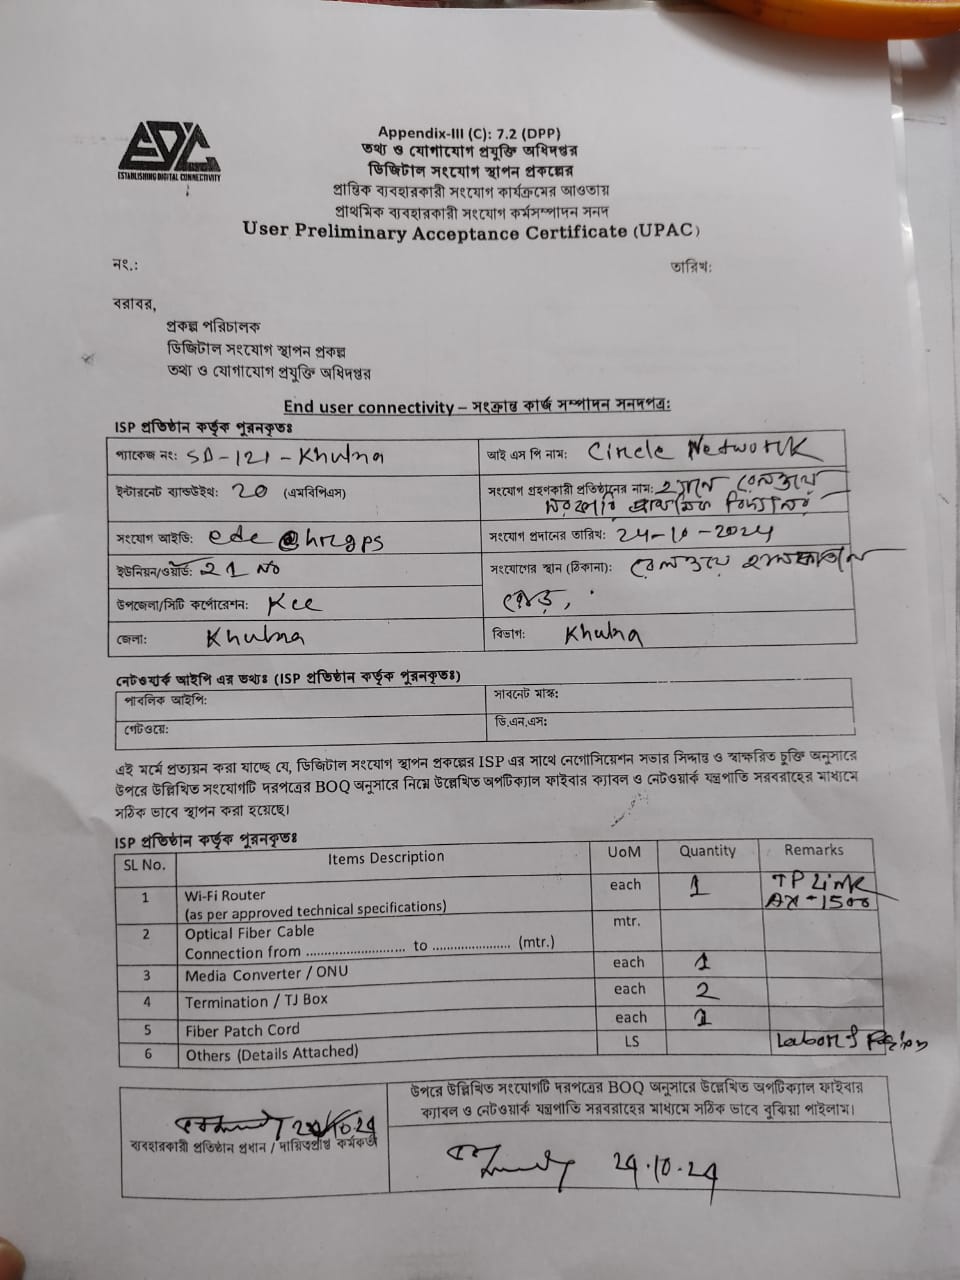 EDC
ESTABLISHING DIGITAL CONNECTIVITY
Appendix-III (C): 7.2 (DPP)
তথ্য ও যোগাযোগ প্রযুক্তি অধিদপ্তর
ডিজিটাল সংযোগ স্থাপন প্রকল্পের
প্রান্তিক ব্যবহারকারী সংযোগ কার্যক্রমের আওতায়
প্রাথমিক ব্যবহারকারী সংযোগ কর্মসম্পাদন সনদ
User Preliminary Acceptance Certificate (UPAC)
নং.: তারিখ:
বরাবর,
প্রকল্প পরিচালক
ডিজিটাল সংযোগ স্থাপন প্রকল্প
তথ্য ও যোগাযোগ প্রযুক্তি অধিদপ্তর
End user connectivity – সংক্রান্ত কার্জ সম্পাদন সনদপত্র:
ISP প্রতিষ্ঠান কর্তৃক পূরনকৃতঃ
প্যাকেজ নং: SD-121-Khulna আই এস পি নাম: Circle Network
ইন্টারনেট ব্যান্ডউইথ: 20 (এমবিপিএস) সংযোগ গ্রহণকারী প্রতিষ্ঠানের নাম: রেলওয়ে
প্রাথমিক বিদ্যালয়
সংযোগ আইডি: edc@hrzgps সংযোগ প্রদানের তারিখ: 24-10-2024
ইউনিয়ন/ওয়ার্ড: 21 No সংযোগের স্থান (ঠিকানা): রেলওয়ে হাসপাতাল
রোড,
উপজেলা/সিটি কর্পোরেশন: Kcc
জেলা: Khulna বিভাগ: Khulna
নেটওয়ার্ক আইপি এর তথ্যঃ (ISP প্রতিষ্ঠান কর্তৃক পূরনকৃতঃ)
পাবলিক আইপি: সাবনেট মাস্ক:
গেটওয়ে: ডি,এন,এস:
এই মর্মে প্রত্যয়ন করা যাচ্ছে যে, ডিজিটাল সংযোগ স্থাপন প্রকল্পের ISP এর সাথে নেগোসিয়েশন সভার সিদ্ধান্ত ও স্বাক্ষরিত চুক্তি অনুসারে
উপরে উল্লিখিত সংযোগটি দরপত্রের BOQ অনুসারে নিম্নে উল্লেখিত অপটিক্যাল ফাইবার ক্যাবল ও নেটওয়ার্ক যন্ত্রপাতি সরবরাহের মাধ্যমে
সঠিক ভাবে স্থাপন করা হয়েছে।
ISP প্রতিষ্ঠান কর্তৃক পূরনকৃতঃ
SL No. Items Description UoM Quantity Remarks
1 Wi-Fi Router each 1 TP Link
(as per approved technical specifications) AX-1500
2 Optical Fiber Cable mtr.
Connection from ........................... to ...................... (mtr.)
3 Media Converter / ONU each 1
4 Termination / TJ Box each 2
5 Fiber Patch Cord each 1
6 Others (Details Attached) LS Labor &
উপরে উল্লিখিত সংযোগটি দরপত্রের BOQ অনুসারে উল্লেখিত অপটিক্যাল ফাইবার
ক্যাবল ও নেটওয়ার্ক যন্ত্রপাতি সরবরাহের মাধ্যমে সঠিক ভাবে বুঝিয়া পাইলাম।
24.10.24
ব্যবহারকারী প্রতিষ্ঠান প্রধান / দায়িত্বপ্রাপ্ত কর্মকর্তা
24.10.24